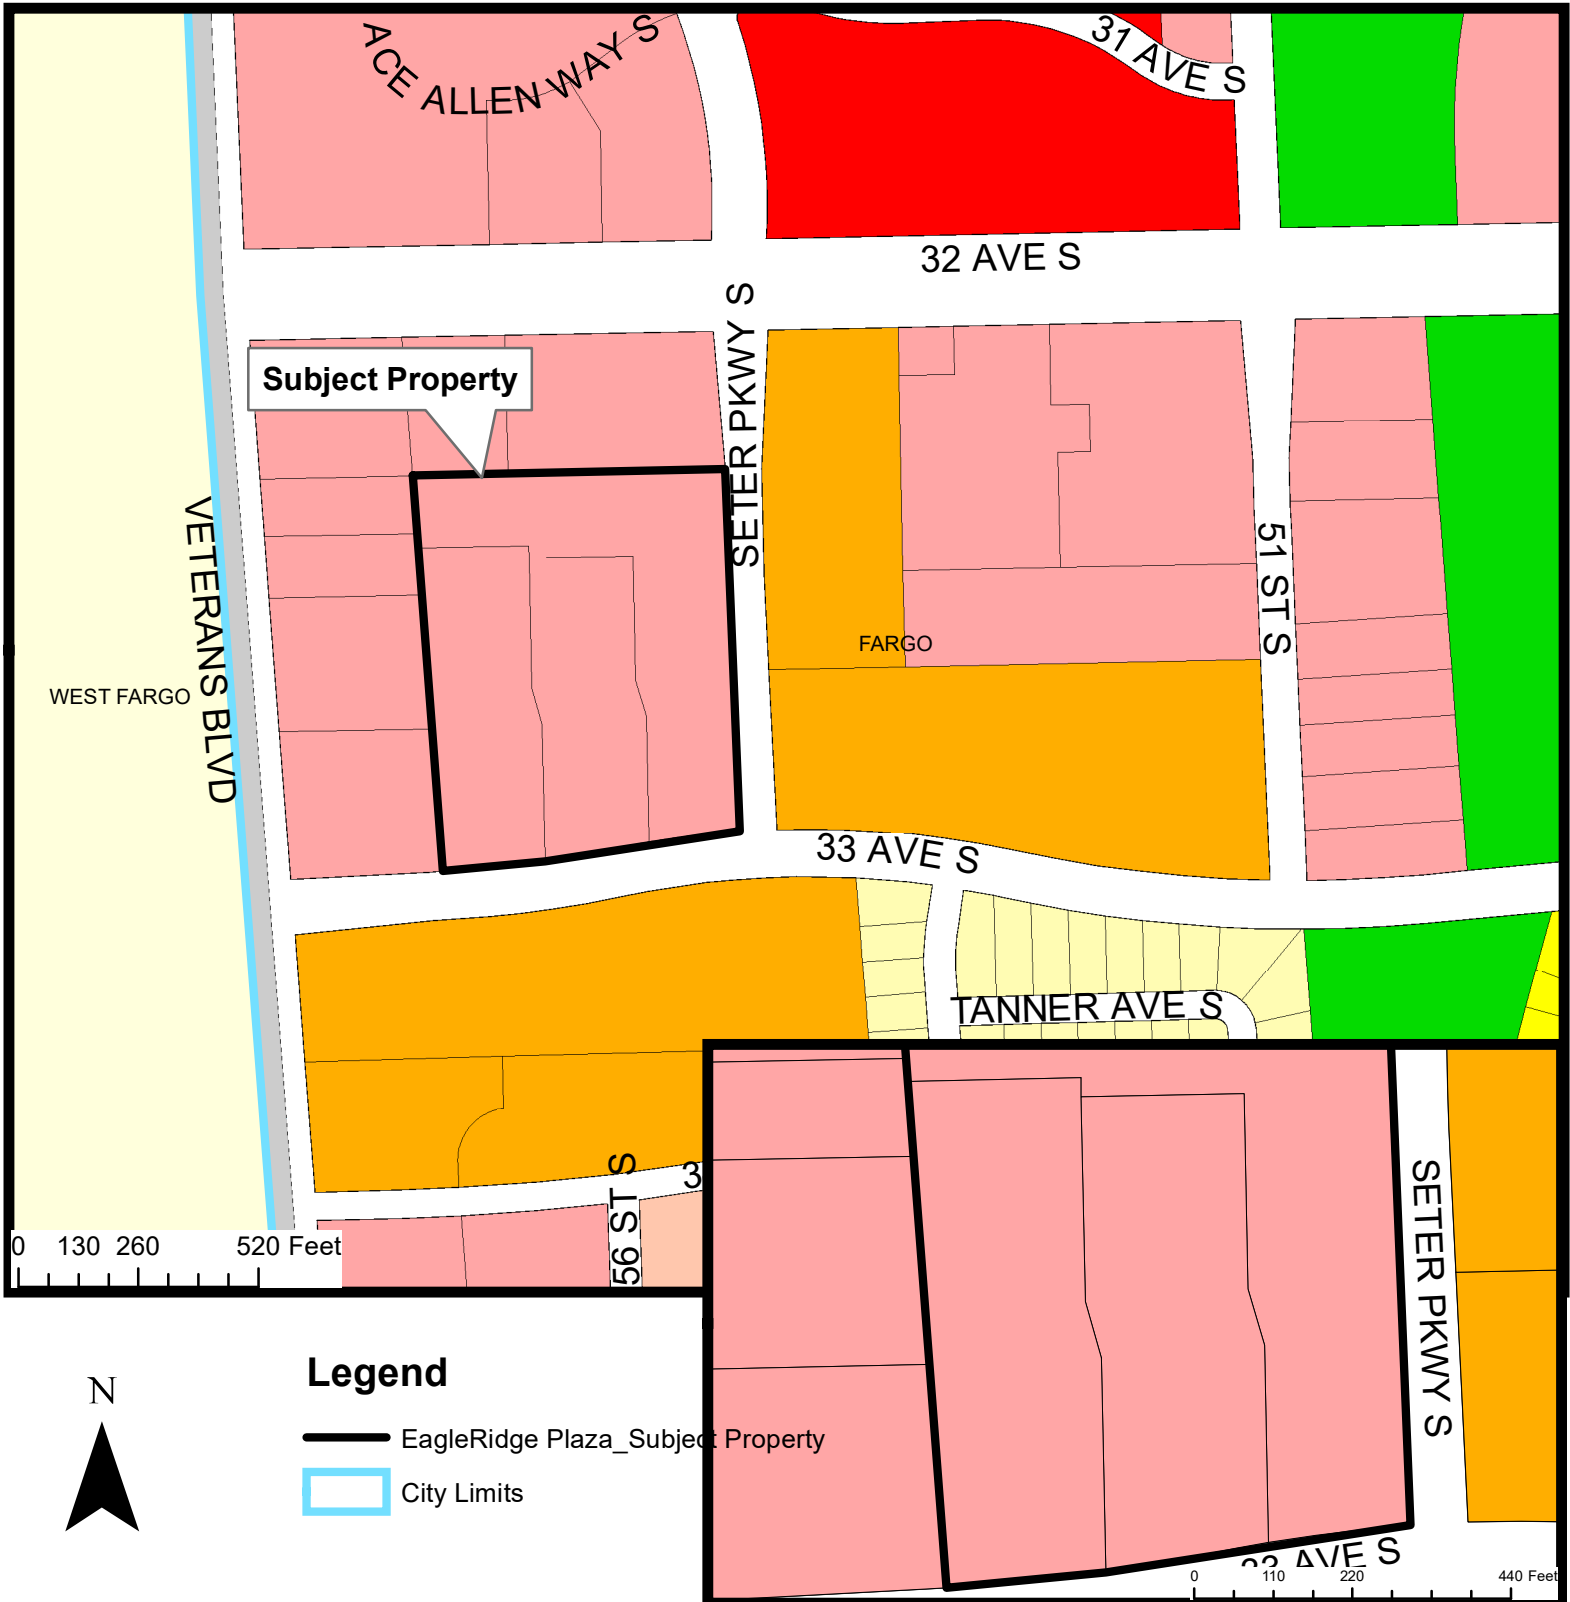 ACE ALLEN WAY S
31 AVE S
32 AVE S
SETER PKWY S
Subject Property
VETERANS BLVD
51 ST S
FARGO
WEST FARGO
33 AVE S
TANNER AVE S
3
56 ST S
0 130 260 520 Feet
SETER PKWY S
AVE S
0 110 220 440 Feet
N
Legend
EagleRidge Plaza_Subject Property
City Limits